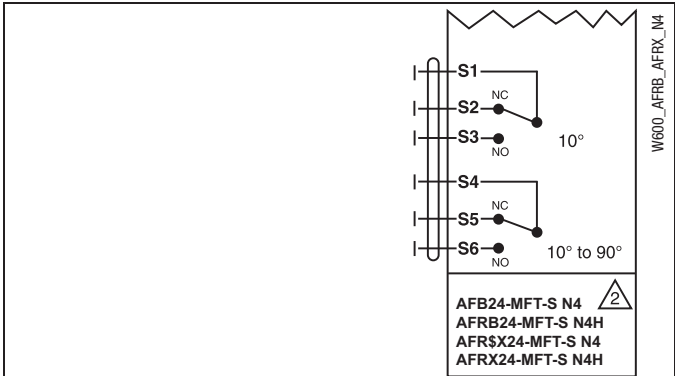 W600_AFRB_AFRX_N4
S1
NC
S2
S3
NO
10°
S4
NC
S5
S6
NO
10° to 90°
2
AFB24-MFT-S N4
AFRB24-MFT-S N4H
AFR$X24-MFT-S N4
AFRX24-MFT-S N4H